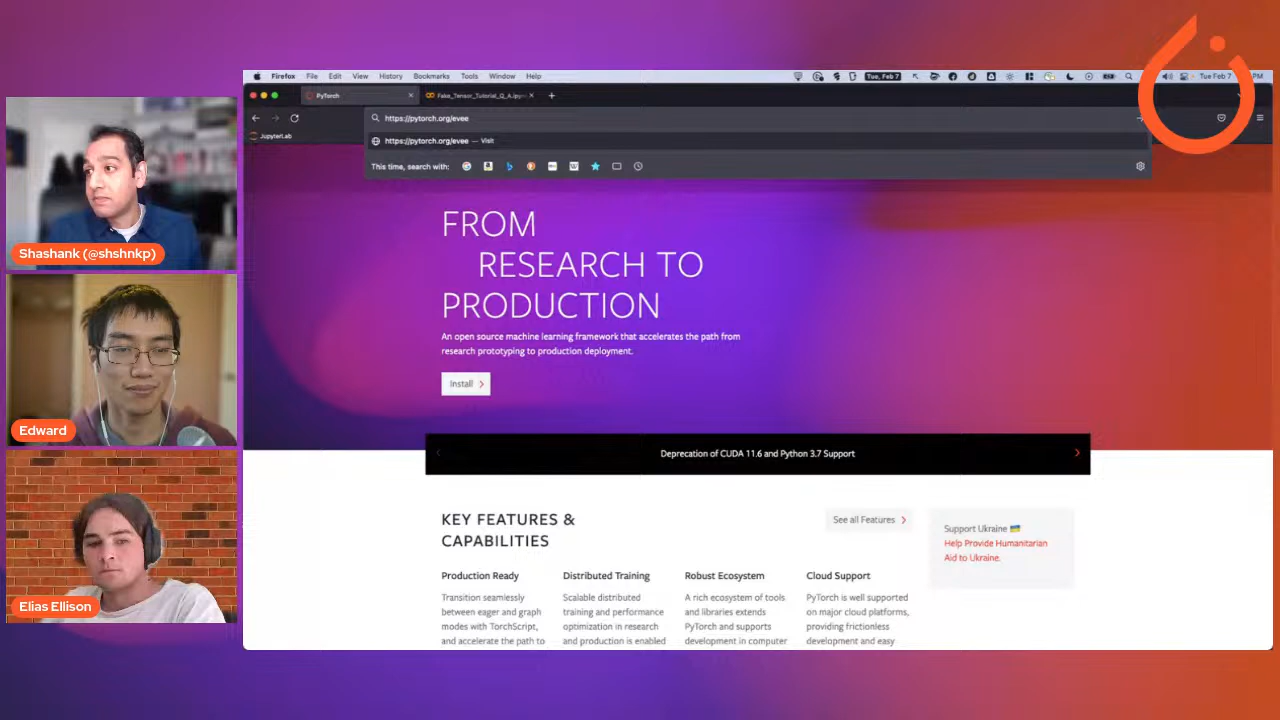 Firefox File Edit View History Bookmarks Tools Window Help
Tue, Feb 7
Tue Feb 7
PM
PyTorch
Fake_Tensor_Tutorial_Q_A.ipyn
https://pytorch.org/evee
JupyterLab
https://pytorch.org/evee — Visit
This time, search with:
Shashank (@shshnkp)
Edward
Elias Ellison
FROM
RESEARCH TO
PRODUCTION
An open source machine learning framework that accelerates the path from
research prototyping to production deployment.
Install
Deprecation of CUDA 11.6 and Python 3.7 Support
KEY FEATURES &
CAPABILITIES
See all Features
Support Ukraine
Help Provide Humanitarian
Aid to Ukraine.
Production Ready
Transition seamlessly
between eager and graph
modes with TorchScript,
and accelerate the path to
Distributed Training
Scalable distributed
training and performance
optimization in research
and production is enabled
Robust Ecosystem
A rich ecosystem of tools
and libraries extends
PyTorch and supports
development in computer
Cloud Support
PyTorch is well supported
on major cloud platforms,
providing frictionless
development and easy